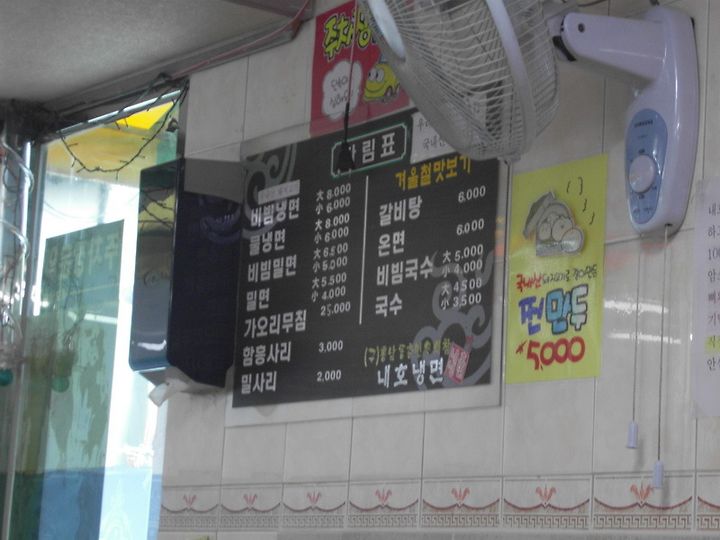 주차
차림표
비빔냉면 大 8,000
小 6,000
물냉면 大 8,000
小 6,000
비빔밀면 大 6,500
小 5,000
밀면 大 5,500
小 4,000
가오리무침 25,000
함흥사리 3,000
밀사리 2,000
겨울철맛보기
갈비탕 6,000
온면 6,000
비빔국수 大 5,000
小 4,000
국수 大 4,500
小 3,500
내호냉면
찐만두
₩5,000
SAMSUNG